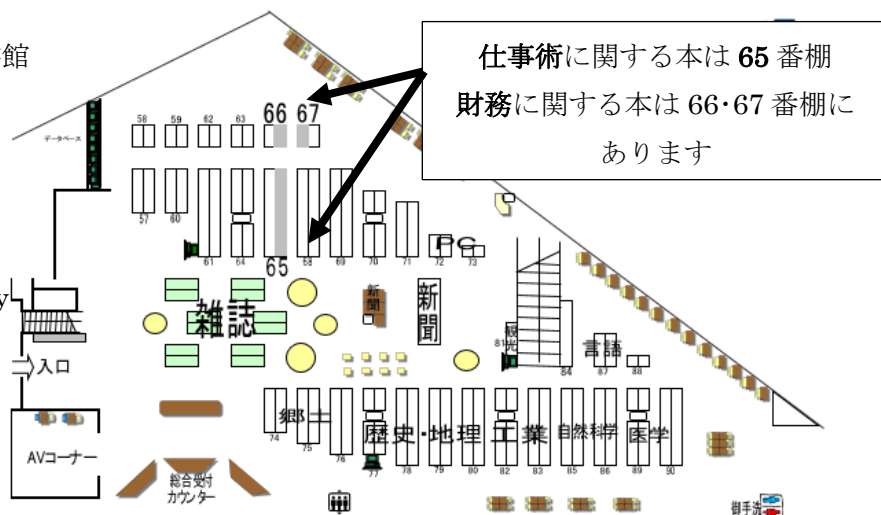 館
仕事術に関する本は 65 番棚
財務に関する本は 66・67 番棚に
あります
58 59 62 63 66 67
データベース
57 60 61 64 65 68 69 70 71 72 73
PC
雑誌
新聞
新聞
y
入口
観光
81
84
言語
87 88
郷土
歴史・地理
工業
自然科学
医学
74 75 76 77 78 79 80 82 83 85 86 89 90
AVコーナー
総合受付
カウンター
御手洗